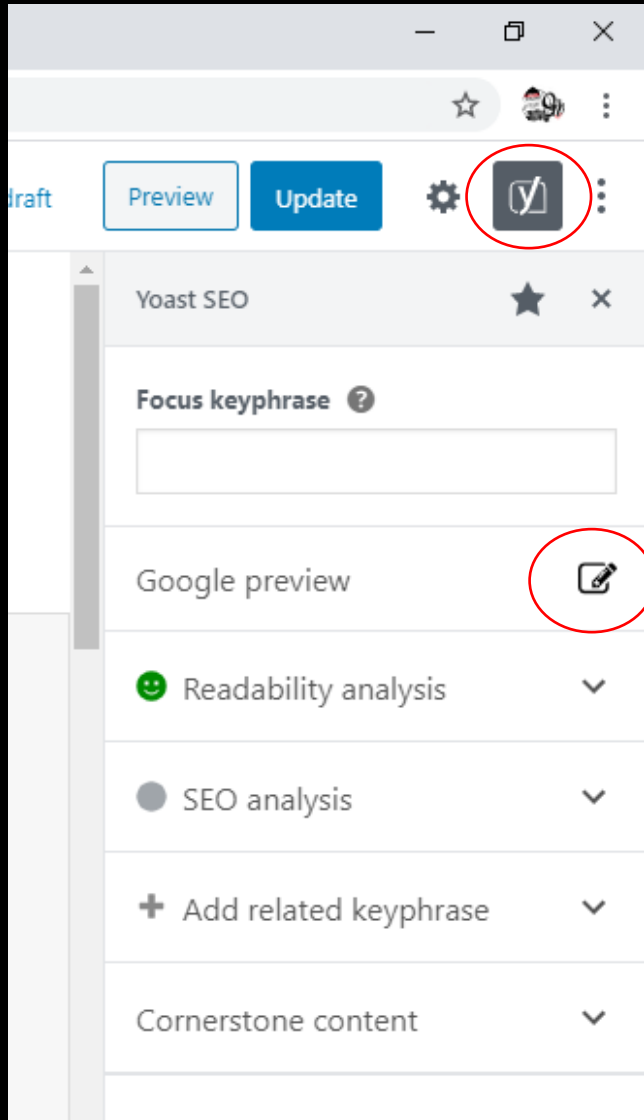 draft
Preview
Update
Yoast SEO
Focus keyphrase
Google preview
Readability analysis
SEO analysis
Add related keyphrase
Cornerstone content